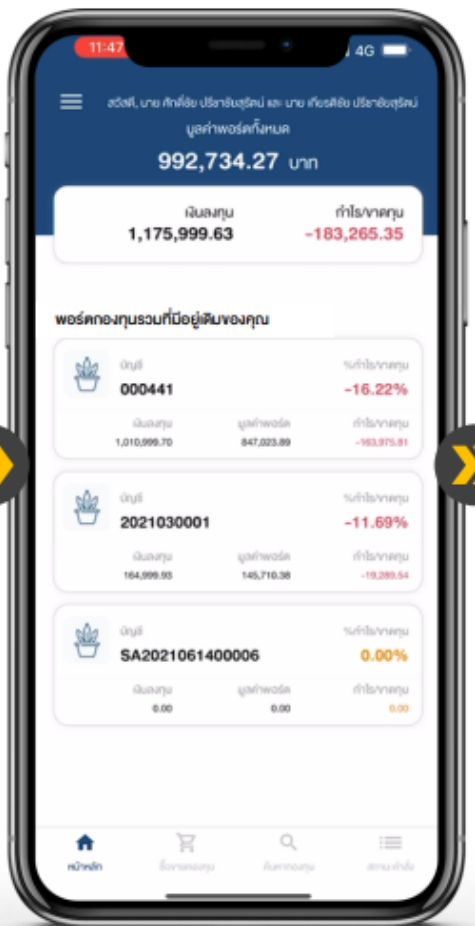 11:47
4G
สวัสดี, นาย ศักดิ์ชัย ปรีชาชัยสุรัตน์ และ นาย เกียรติชัย ปรีชาชัยสุรัตน์
มูลค่าพอร์ตทั้งหมด
992,734.27 บาท
เงินลงทุน กำไร/ขาดทุน
1,175,999.63 -183,265.35
พอร์ตกองทุนรวมที่มีอยู่เดิมของคุณ
บัญชี %กำไร/ขาดทุน
000441 -16.22%
เงินลงทุน มูลค่าพอร์ต กำไร/ขาดทุน
1,010,999.70 847,023.89 -163,975.81
บัญชี %กำไร/ขาดทุน
2021030001 -11.69%
เงินลงทุน มูลค่าพอร์ต กำไร/ขาดทุน
164,999.93 145,710.38 -19,289.54
บัญชี %กำไร/ขาดทุน
SA2021061400006 0.00%
เงินลงทุน มูลค่าพอร์ต กำไร/ขาดทุน
0.00 0.00 0.00
หน้าหลัก ซื้อขายกองทุน ค้นหากองทุน สถานะคำสั่ง